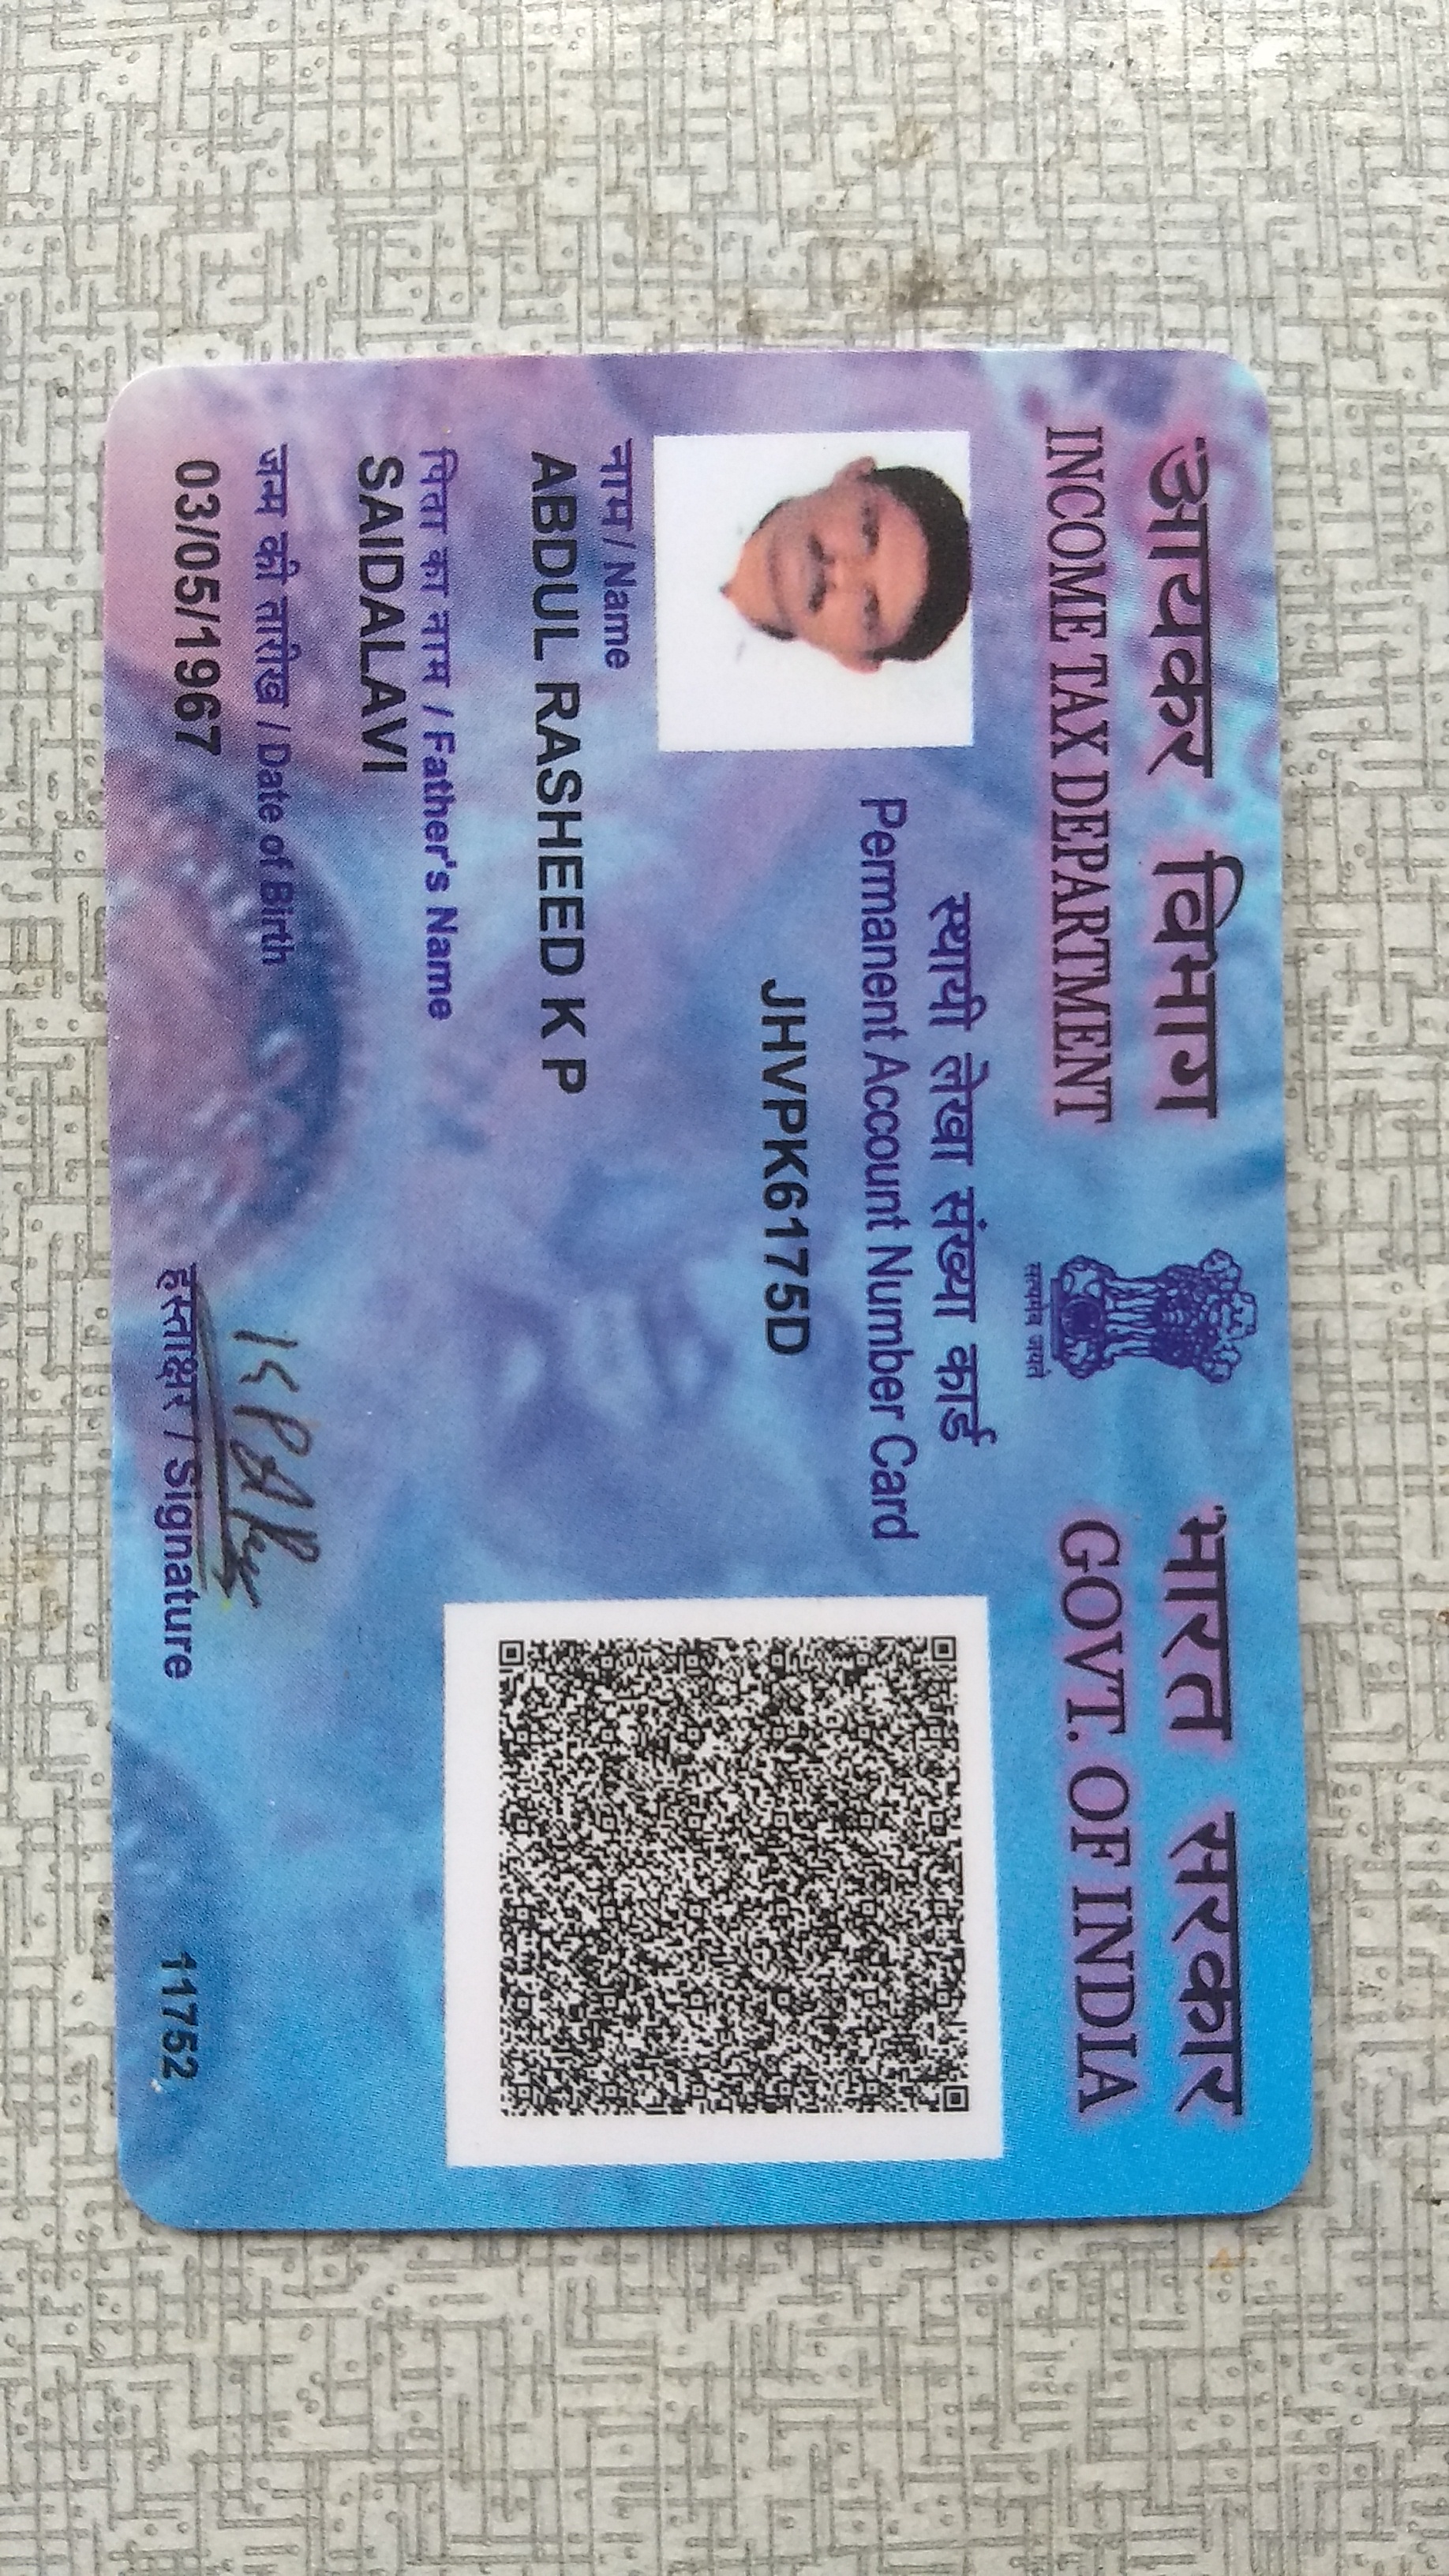 आयकर विभाग
INCOME TAX DEPARTMENT
सत्यमेव जयते
भारत सरकार
GOVT. OF INDIA
स्थायी लेखा संख्या कार्ड
Permanent Account Number Card
JHVPK6175D
नाम / Name
ABDUL RASHEED K P
पिता का नाम / Father's Name
SAIDALAVI
जन्म की तारीख / Date of Birth
03/05/1967
हस्ताक्षर / Signature
11752